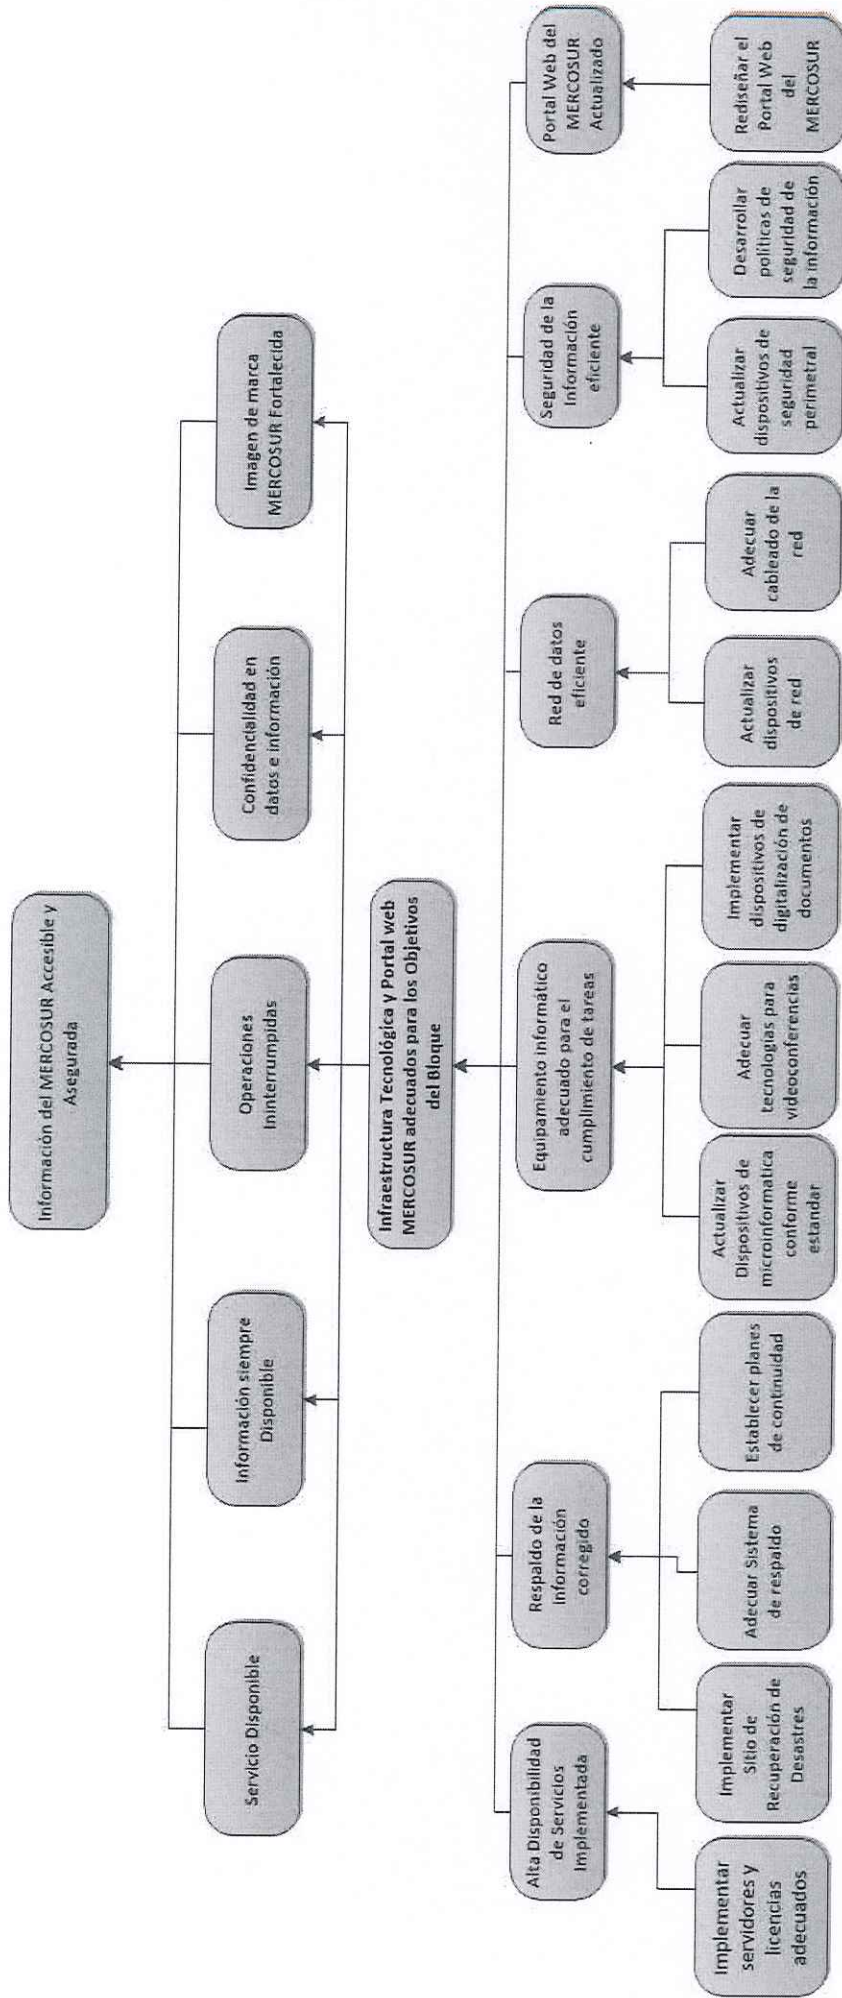 Información del MERCOSUR Accesible y
Asegurada
Servicio Disponible
Información siempre
Disponible
Operaciones
Ininterrumpidas
Confidencialidad en
datos e información
Imagen de marca
MERCOSUR Fortalecida
Infraestructura Tecnológica y Portal web
MERCOSUR adecuados para los Objetivos
del Bloque
Alta Disponibilidad
de Servicios
Implementada
Respaldo de la
Información
corregido
Equipamiento informático
adecuado para el
cumplimiento de tareas
Red de datos
eficiente
Seguridad de la
Información
eficiente
Portal Web del
MERCOSUR
Actualizado
Implementar
servidores y
licencias
adecuados
Implementar
Sitio de
Recuperación de
Desastres
Adecuar Sistema
de respaldo
Establecer planes
de continuidad
Actualizar
Dispositivos de
microinformatica
conforme
estandar
Adecuar
tecnologías para
videoconferencias
Implementar
dispositivos de
digitalización de
documentos
Actualizar
dispositivos
de red
Adecuar
cableado de la
red
Actualizar
dispositivos de
seguridad
perimetral
Desarrollar
políticas de
seguridad de
la información
Rediseñar el
Portal Web
del
MERCOSUR